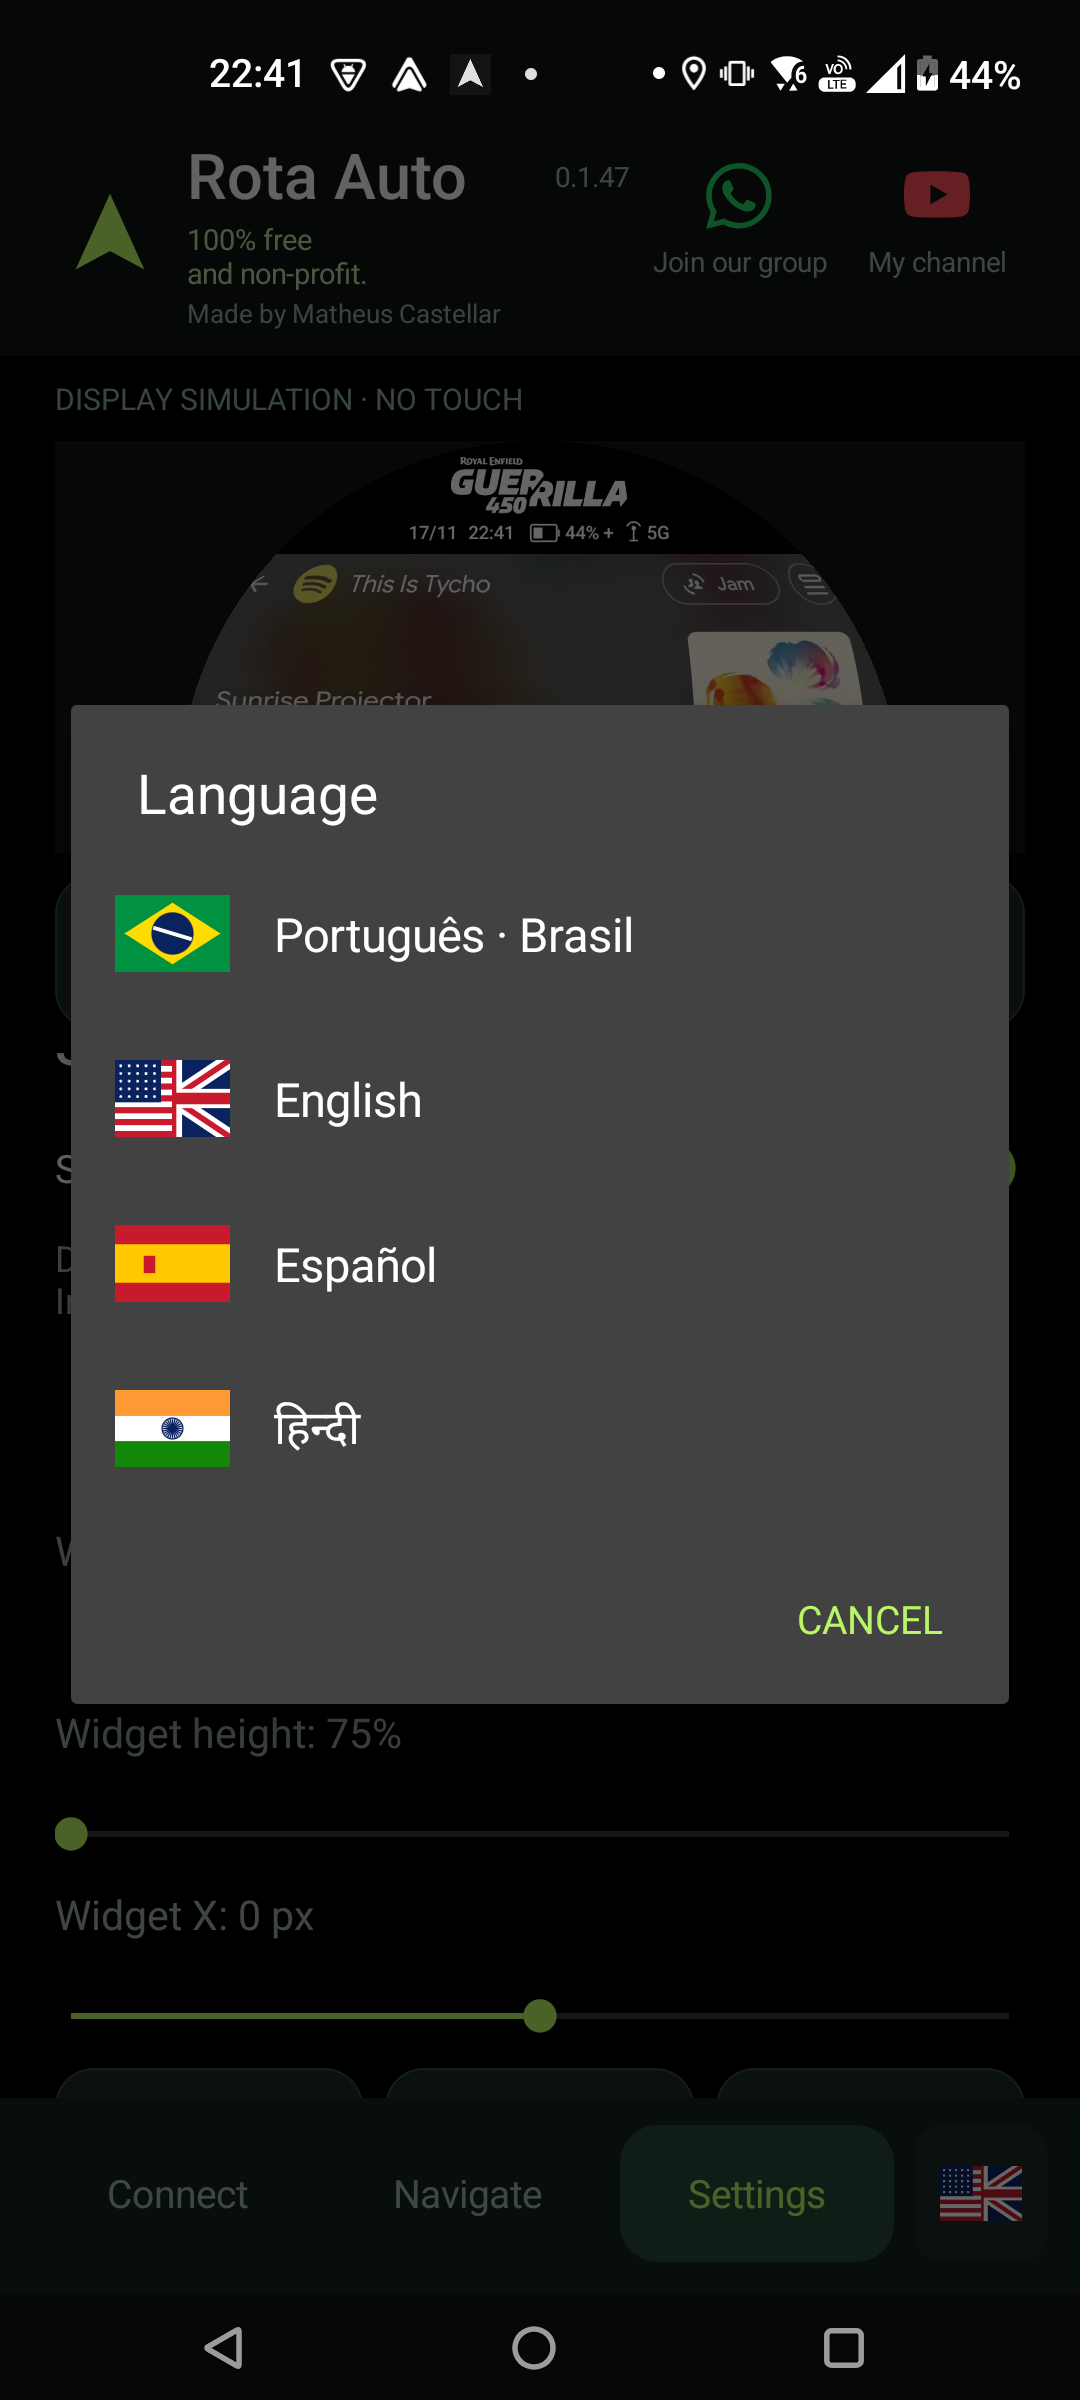 22:41
VO
LTE
6
44%
Rota Auto
0.1.47
100% free
and non-profit.
Made by Matheus Castellar
Join our group
My channel
DISPLAY SIMULATION · NO TOUCH
ROYAL ENFIELD
GUERRILLA
450
17/11 22:41 44% + 5G
This Is Tycho
Jam
Sunrise Projector
Language
Português · Brasil
English
Español
हिन्दी
CANCEL
Widget height: 75%
Widget X: 0 px
Connect
Navigate
Settings